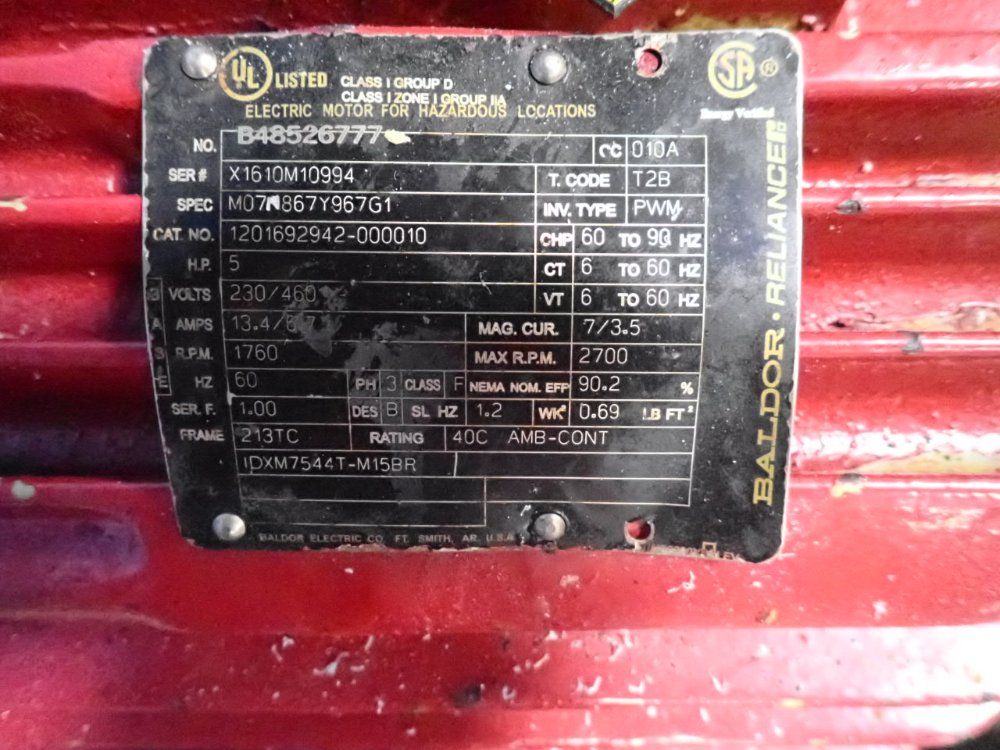 UL LISTED CLASS I GROUP D
CLASS I ZONE I GROUP IIA
ELECTRIC MOTOR FOR HAZARDOUS LOCATIONS
SA ®
Energy Verified
NO. B48526777 CC 010A
SER# X1610M10994 T. CODE T2B
SPEC INV. TYPE PWM
CAT. NO. 1201692942-000010 CHP 60 TO 90 HZ
H.P. 5 CT 6 TO 60 HZ
B VOLTS 230/460 VT 6 TO 60 HZ
A AMPS 13.4/6.7 MAG. CUR. 7/3.5
S R.P.M. 1760 MAX R.P.M. 2700
E HZ 60 PH 3 CLASS F NEMA NOM. EFF 90.2 %
SER. F. 1.00 DES B SL HZ 1.2 WK² 0.69 LB FT²
FRAME 213TC RATING 40C AMB-CONT
IDXM7544T-M15BR
BALDOR ELECTRIC CO. FT. SMITH, AR. U.S.A.
BALDOR · RELIANCER